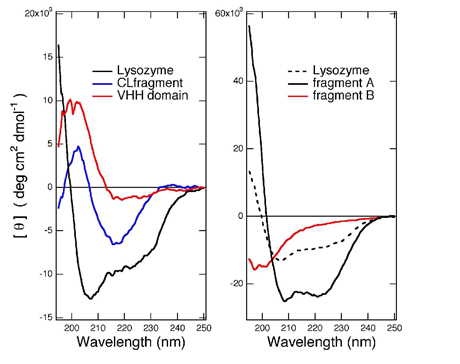 20x10³
15
10
5
0
-5
-10
-15
200 210 220 230 240 250
Wavelength (nm)
[ θ ] ( deg cm² dmol⁻¹ )
Lysozyme
CLfragment
VHH domain
60x10³
40
20
0
-20
200 210 220 230 240 250
Wavelength (nm)
Lysozyme
fragment A
fragment B